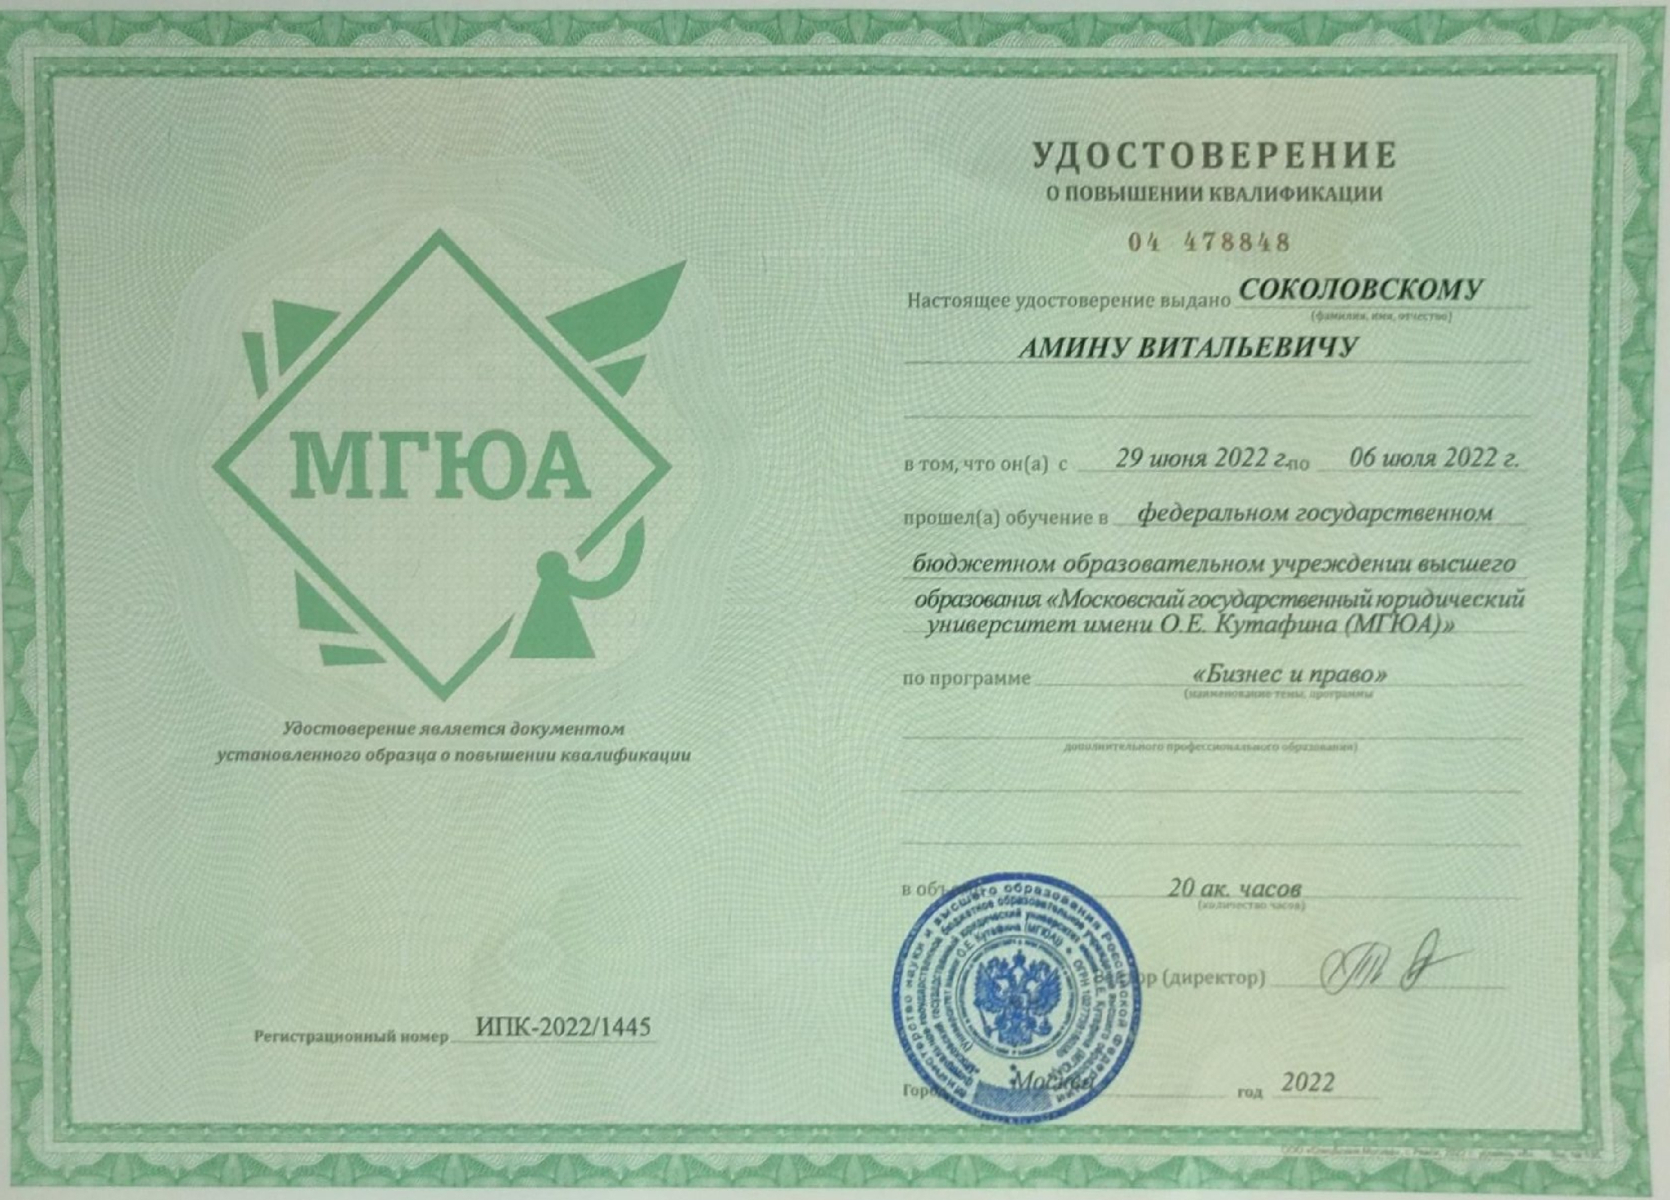 МГЮА
Удостоверение является документом
установленного образца о повышении квалификации
Регистрационный номер ИПК-2022/1445
УДОСТОВЕРЕНИЕ
О ПОВЫШЕНИИ КВАЛИФИКАЦИИ
04 478848
Настоящее удостоверение выдано СОКОЛОВСКОМУ
(фамилия, имя, отчество)
АМИНУ ВИТАЛЬЕВИЧУ
в том, что он(а) с 29 июня 2022 г. по 06 июля 2022 г.
прошел(а) обучение в федеральном государственном
бюджетном образовательном учреждении высшего
образования «Московский государственный юридический
университет имени О.Е. Кутафина (МГЮА)»
по программе «Бизнес и право»
(наименование темы, программы
дополнительного профессионального образования)
в 20 ак. часов
(количество часов)
(директор)
Москва год 2022